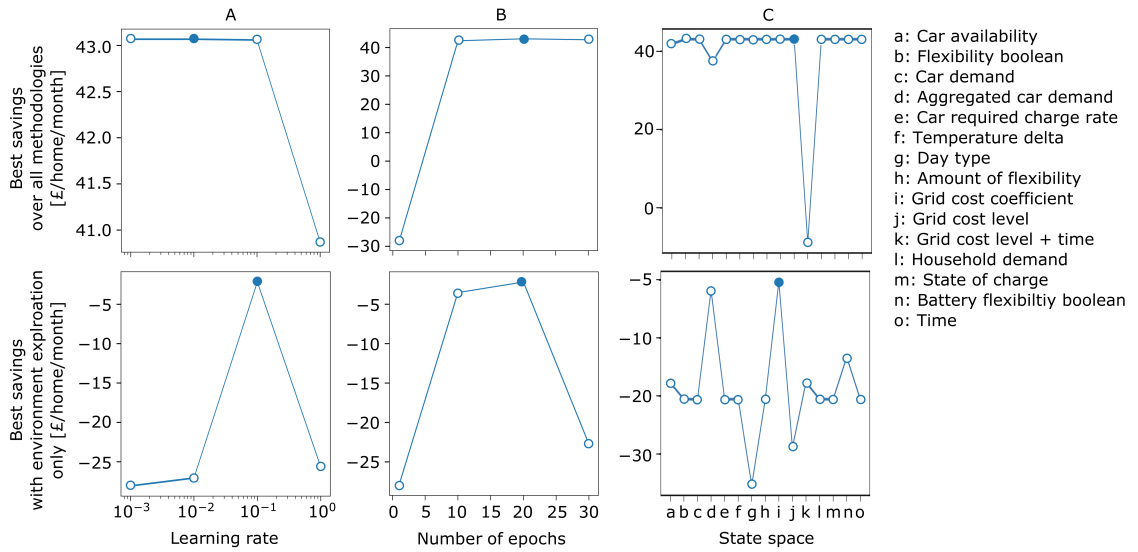 A
B
C
Best savings
over all methodologies
[£/home/month]
43.0
42.5
42.0
41.5
41.0
40
30
20
10
0
−10
−20
−30
40
20
0
a: Car availability
b: Flexibility boolean
c: Car demand
d: Aggregated car demand
e: Car required charge rate
f: Temperature delta
g: Day type
h: Amount of flexibility
i: Grid cost coefficient
j: Grid cost level
k: Grid cost level + time
l: Household demand
m: State of charge
n: Battery flexibiltiy boolean
o: Time
Best savings
with environment explroation
only [£/home/month]
−5
−10
−15
−20
−25
−5
−10
−15
−20
−25
−5
−10
−20
−30
10⁻³ 10⁻² 10⁻¹ 10⁰
0 5 10 15 20 25 30
a b c d e f g h i j k l m n o
Learning rate
Number of epochs
State space